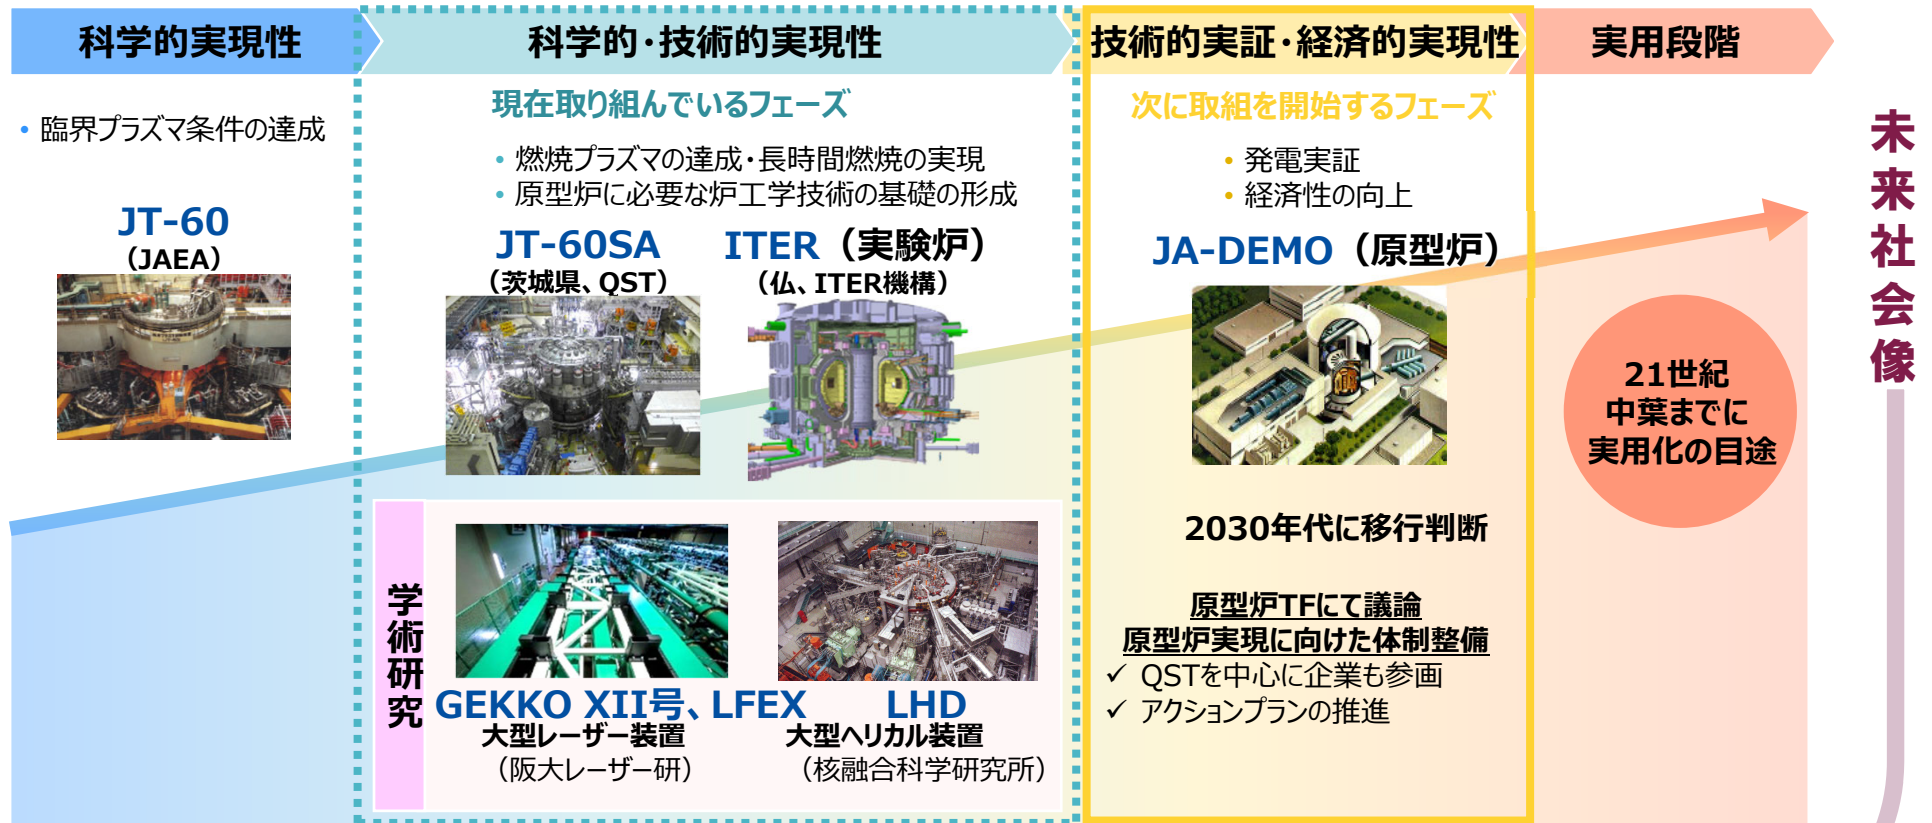 科学的実現性
科学的・技術的実現性
技術的実証・経済的実現性
実用段階
• 臨界プラズマ条件の達成
JT-60
（JAEA）
現在取り組んでいるフェーズ
• 燃焼プラズマの達成・長時間燃焼の実現
• 原型炉に必要な炉工学技術の基礎の形成
JT-60SA
（茨城県、QST）
ITER（実験炉）
（仏、ITER機構）
学術研究
GEKKO XII号、LFEX
大型レーザー装置
（阪大レーザー研）
LHD
大型ヘリカル装置
（核融合科学研究所）
次に取組を開始するフェーズ
• 発電実証
• 経済性の向上
JA-DEMO（原型炉）
2030年代に移行判断
原型炉TFにて議論
原型炉実現に向けた体制整備
✓ QSTを中心に企業も参画
✓ アクションプランの推進
21世紀
中葉までに
実用化の目途
未来社会像